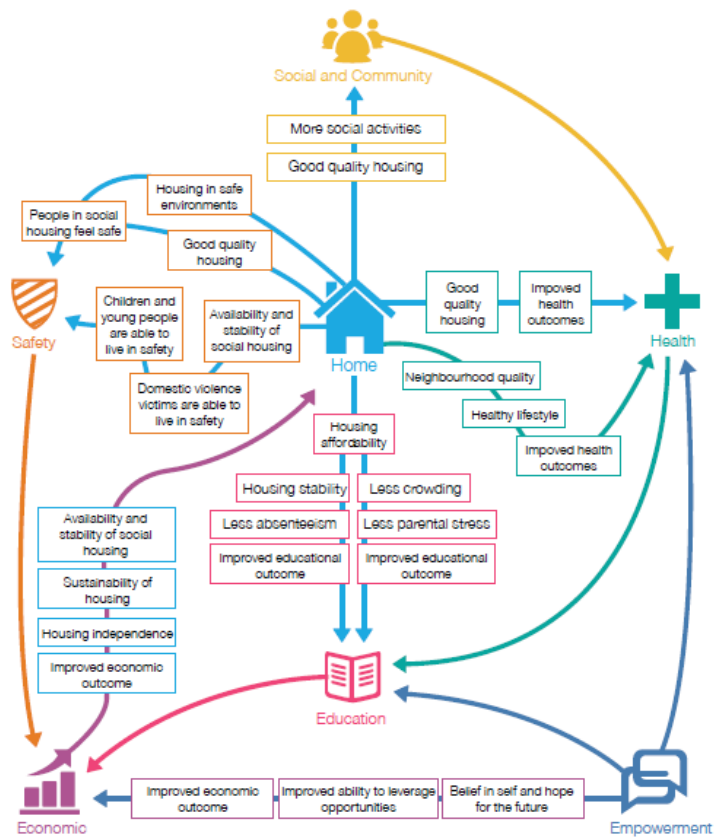 Social and Community
More social activities
Good quality housing
Housing in safe
environments
People in social
housing feel safe
Good quality
housing
Safety
Children and
young people
are able to
live in safety
Availability and
stability of
social housing
Domestic violence
victims are able to
live in safety
Home
Good
quality
housing
Impoved
health
outcomes
Health
Neighbourhood quality
Healthy lifestyle
Impoved health
outcomes
Housing
affordability
Housing stability
Less crowding
Less absenteeism
Less parental stress
Improved educational
outcome
Improved educational
outcome
Availability and
stability of social
housing
Sustainability of
housing
Housing independence
Improved economic
outcome
Education
Economic
Improved economic
outcome
Improved ability to leverage
opportunities
Belief in self and hope
for the future
Empowerment